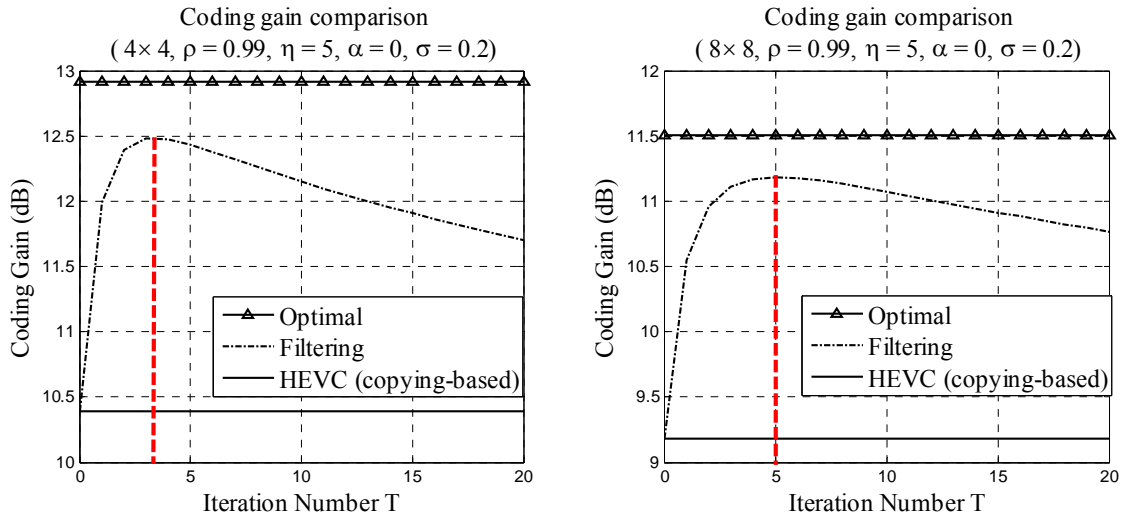 Coding gain comparison
( 4× 4, ρ = 0.99, η = 5, α = 0, σ = 0.2)
13
12.5
12
11.5
11
10.5
10
Coding Gain (dB)
Optimal
Filtering
HEVC (copying-based)
0 5 10 15 20
Iteration Number T
Coding gain comparison
( 8× 8, ρ = 0.99, η = 5, α = 0, σ = 0.2)
12
11.5
11
10.5
10
9.5
9
Coding Gain (dB)
Optimal
Filtering
HEVC (copying-based)
0 5 10 15 20
Iteration Number T